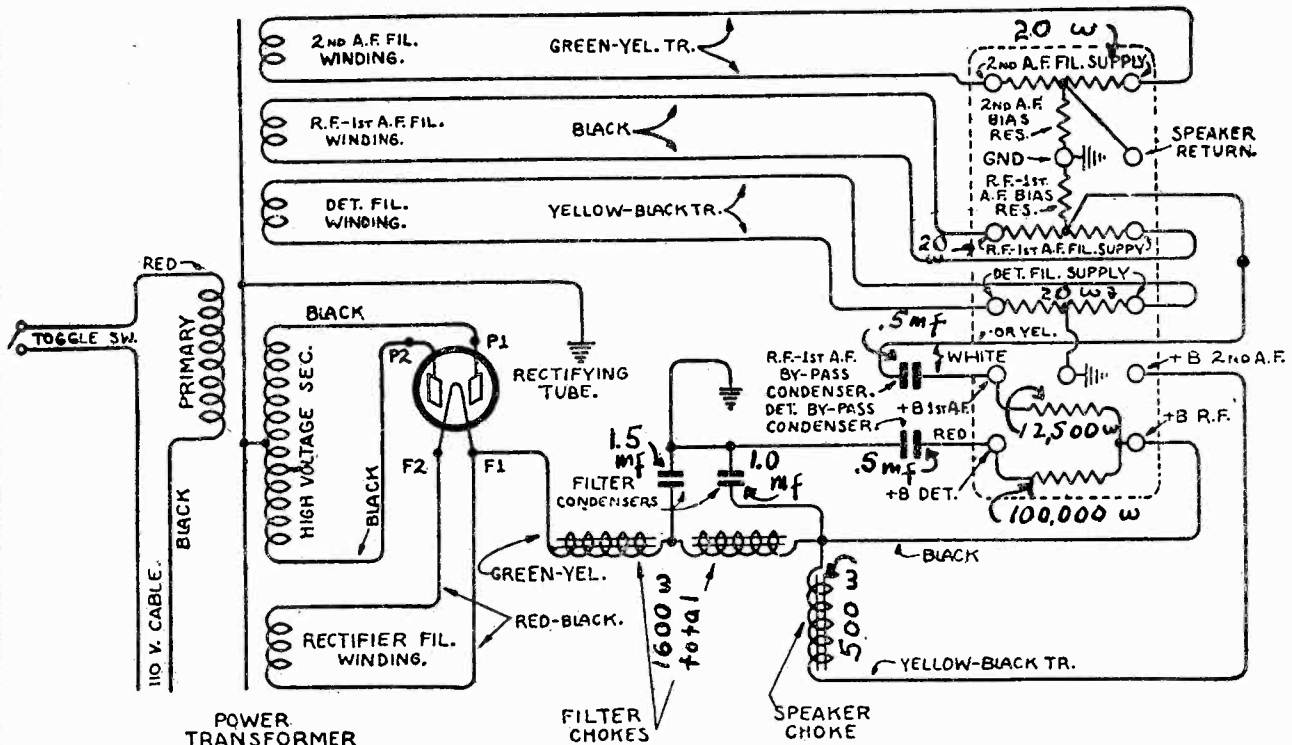 2ND A.F. FIL.
WINDING.
GREEN-YEL. TR.
20 ω
2ND A.F. FIL. SUPPLY
R.F.-1ST A.F. FIL.
WINDING.
BLACK
2ND A.F.
BIAS
RES.
GND
SPEAKER
RETURN.
R.F.-1ST.
A.F. BIAS
RES.
DET. FIL.
WINDING.
YELLOW-BLACK TR.
20
ω
R.F.-1ST A.F. FIL. SUPPLY
DET. FIL. SUPPLY
20 ω
RED
TOGGLE SW.
PRIMARY
BLACK
110 V. CABLE.
BLACK
P2
P1
RECTIFYING
TUBE.
HIGH VOLTAGE SEC.
BLACK
F2
F1
.5mf
OR YEL.
WHITE
R.F.-1ST A.F.
BY-PASS
CONDENSER.
DET. BY-PASS
CONDENSER.
+B 1ST A.F.
+B 2ND A.F.
+B R.F.
12,500 ω
RED
.5mf
+B DET.
100,000 ω
1.5
mf
1.0
mf
FILTER
CONDENSERS
BLACK
GREEN-YEL.
RED-BLACK.
1600 ω
total
500 ω
RECTIFIER FIL.
WINDING.
YELLOW-BLACK TR.
POWER
TRANSFORMER
FILTER
CHOKES
SPEAKER
CHOKE